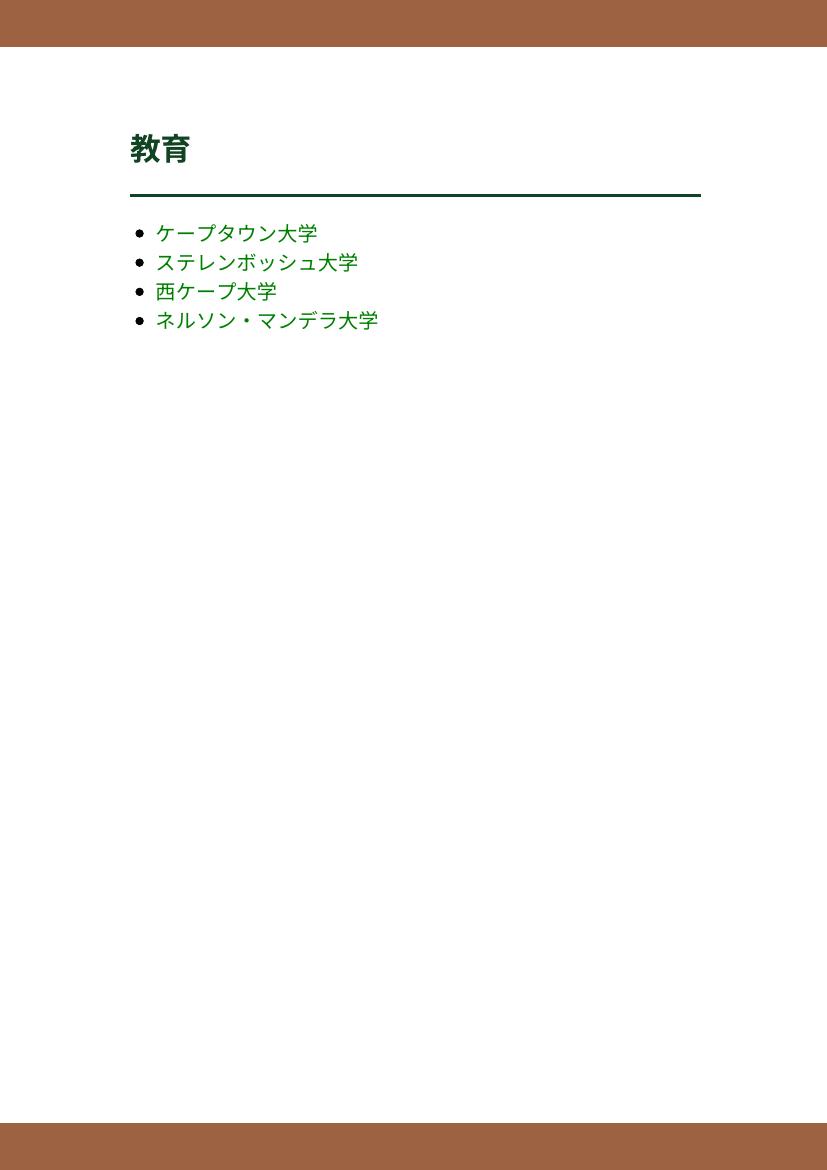 教育
ケープタウン大学
ステレンボッシュ大学
西ケープ大学
ネルソン・マンデラ大学